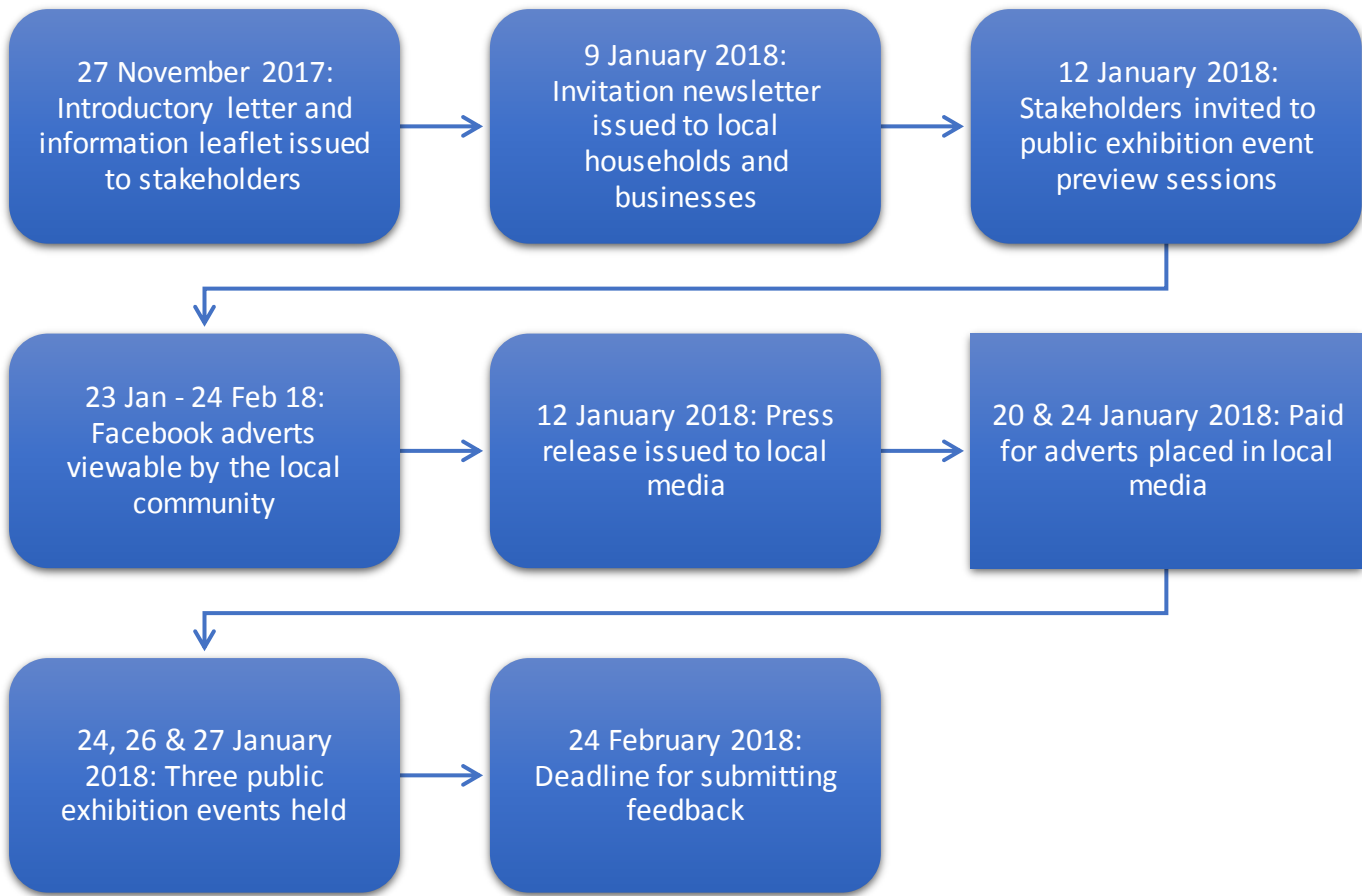 27 November 2017:
Introductory letter and
information leaflet issued
to stakeholders
9 January 2018:
Invitation newsletter
issued to local
households and
businesses
12 January 2018:
Stakeholders invited to
public exhibition event
preview sessions
23 Jan - 24 Feb 18:
Facebook adverts
viewable by the local
community
12 January 2018: Press
release issued to local
media
20 & 24 January 2018: Paid
for adverts placed in local
media
24, 26 & 27 January
2018: Three public
exhibition events held
24 February 2018:
Deadline for submitting
feedback